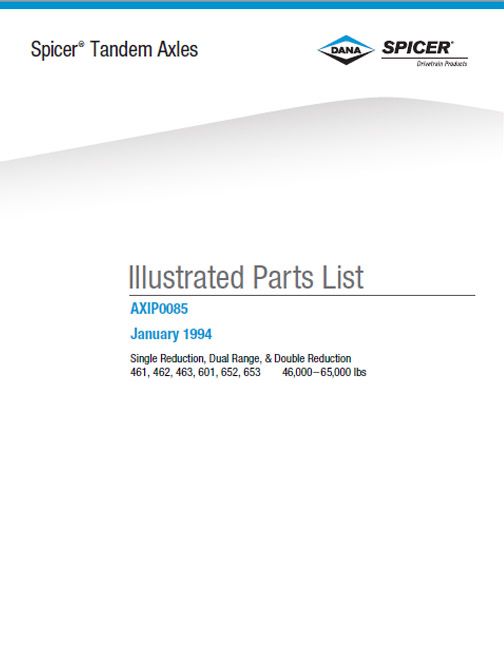 Spicer® Tandem Axles
DANA
SPICER®
Drivetrain Products
Illustrated Parts List
AXIP0085
January 1994
Single Reduction, Dual Range, & Double Reduction
461, 462, 463, 601, 652, 653 46,000–65,000 lbs